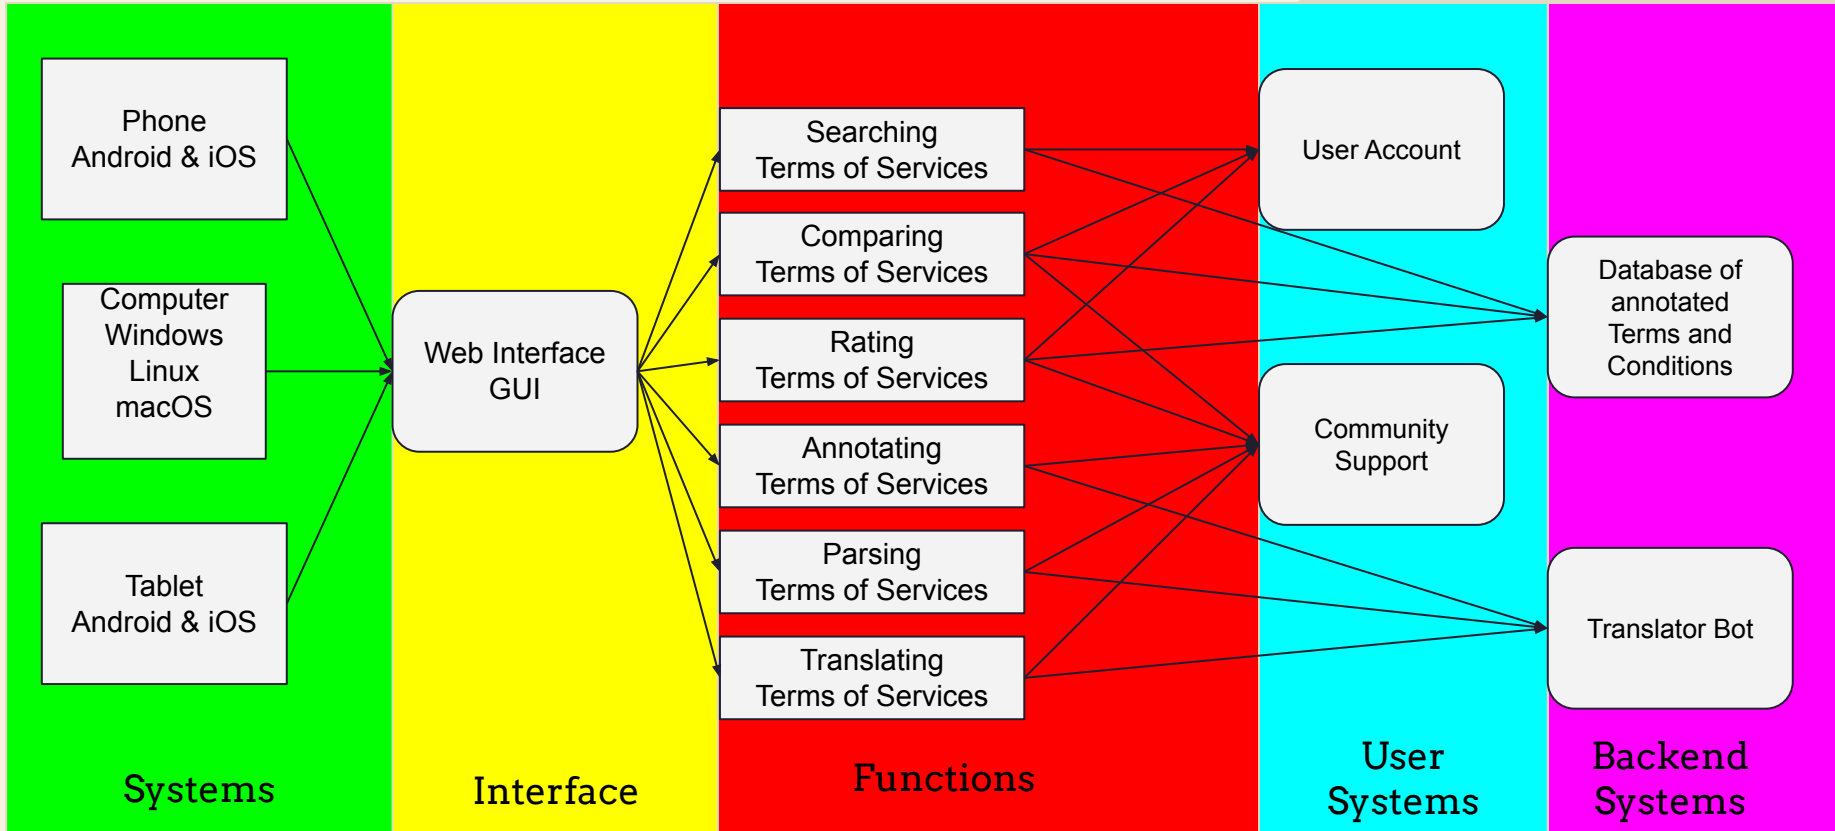 Phone
Android & iOS
Computer
Windows
Linux
macOS
Tablet
Android & iOS
Systems
Web Interface
GUI
Interface
Searching
Terms of Services
Comparing
Terms of Services
Rating
Terms of Services
Annotating
Terms of Services
Parsing
Terms of Services
Translating
Terms of Services
Functions
User Account
Community
Support
User
Systems
Database of
annotated
Terms and
Conditions
Translator Bot
Backend
Systems